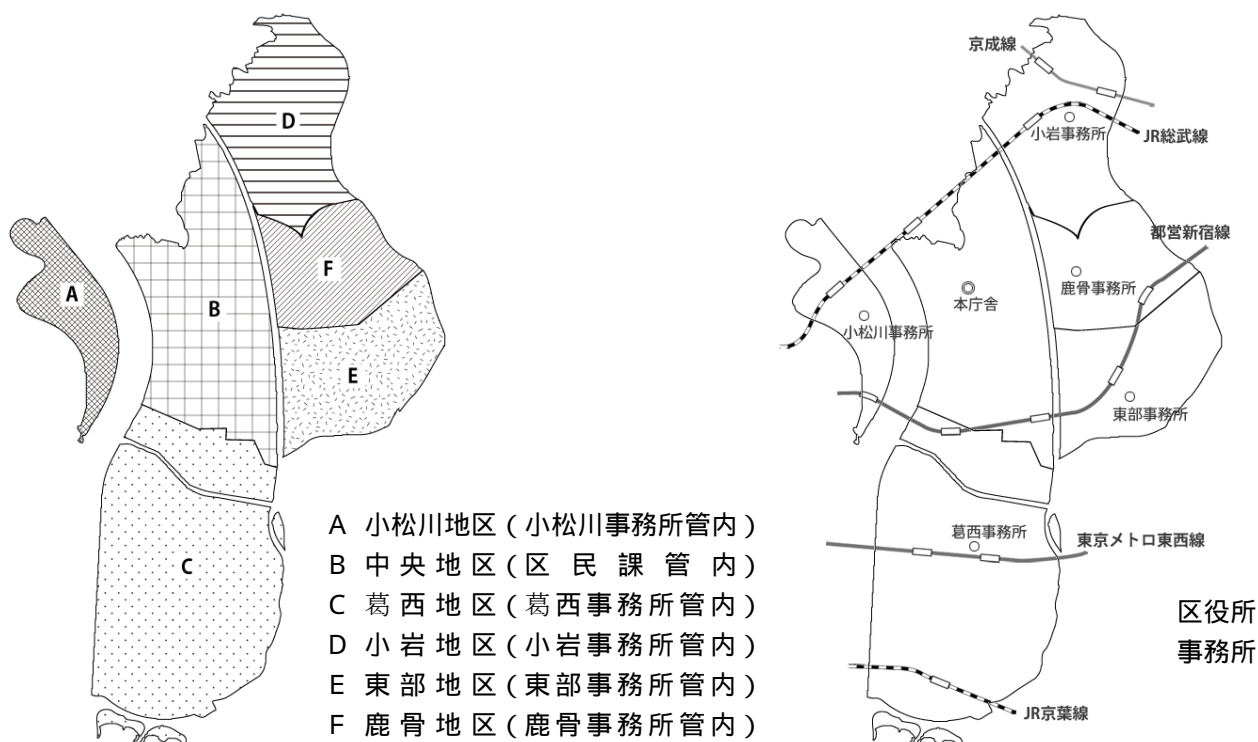 D
A
B
F
E
C
A 小松川地区(小松川事務所管内)
B 中央地区(区民課管内)
C 葛西地区(葛西事務所管内)
D 小岩地区(小岩事務所管内)
E 東部地区(東部事務所管内)
F 鹿骨地区(鹿骨事務所管内)
京成線
小岩事務所
JR総武線
都営新宿線
鹿骨事務所
本庁舎
小松川事務所
東部事務所
葛西事務所
東京メトロ東西線
区役所
事務所
JR京葉線